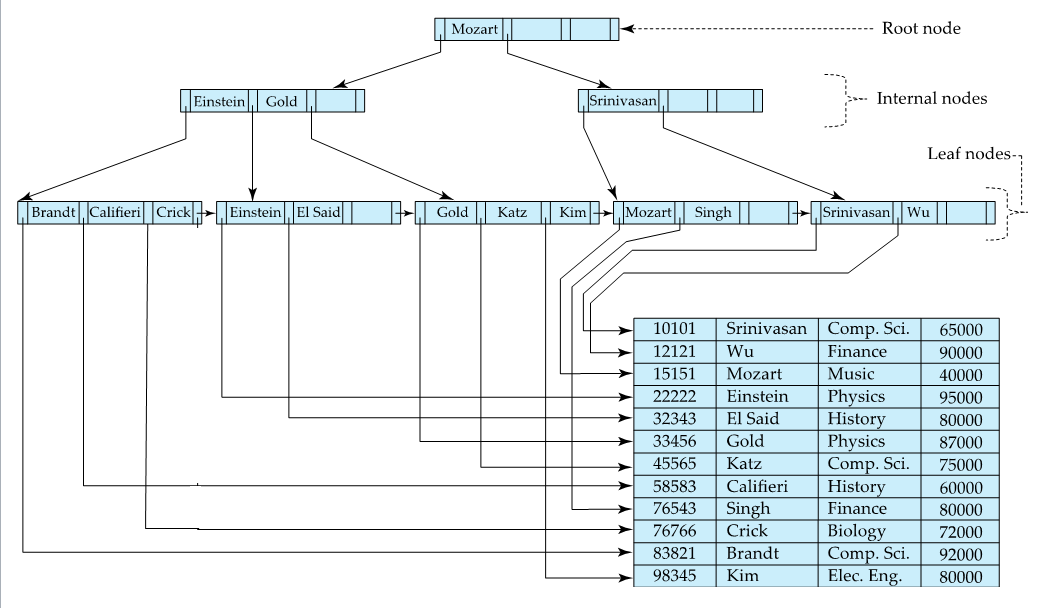 Mozart
Root node
Einstein Gold
Srinivasan
Internal nodes
Leaf nodes
Brandt Califieri Crick
Einstein El Said
Gold Katz Kim
Mozart Singh
Srinivasan Wu
10101 Srinivasan Comp. Sci. 65000
12121 Wu Finance 90000
15151 Mozart Music 40000
22222 Einstein Physics 95000
32343 El Said History 80000
33456 Gold Physics 87000
45565 Katz Comp. Sci. 75000
58583 Califieri History 60000
76543 Singh Finance 80000
76766 Crick Biology 72000
83821 Brandt Comp. Sci. 92000
98345 Kim Elec. Eng. 80000